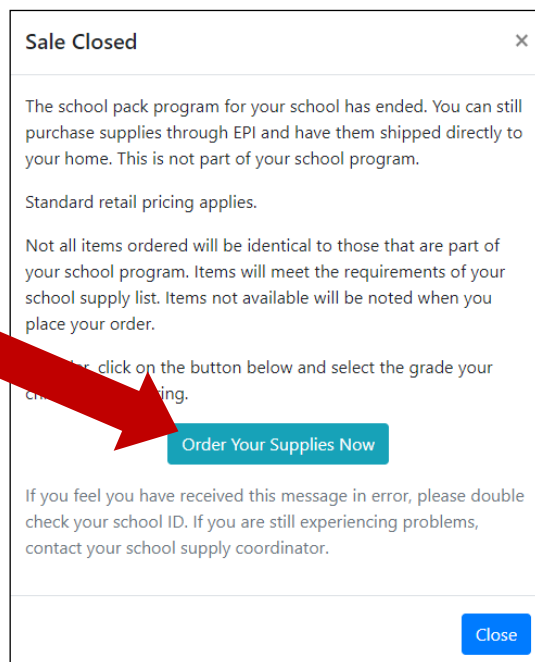 Sale Closed ×
The school pack program for your school has ended. You can still
purchase supplies through EPI and have them shipped directly to
your home. This is not part of your school program.
Standard retail pricing applies.
Not all items ordered will be identical to those that are part of
your school program. Items will meet the requirements of your
school supply list. Items not available will be noted when you
place your order.
click on the button below and select the grade your
Order Your Supplies Now
If you feel you have received this message in error, please double
check your school ID. If you are still experiencing problems,
contact your school supply coordinator.
Close